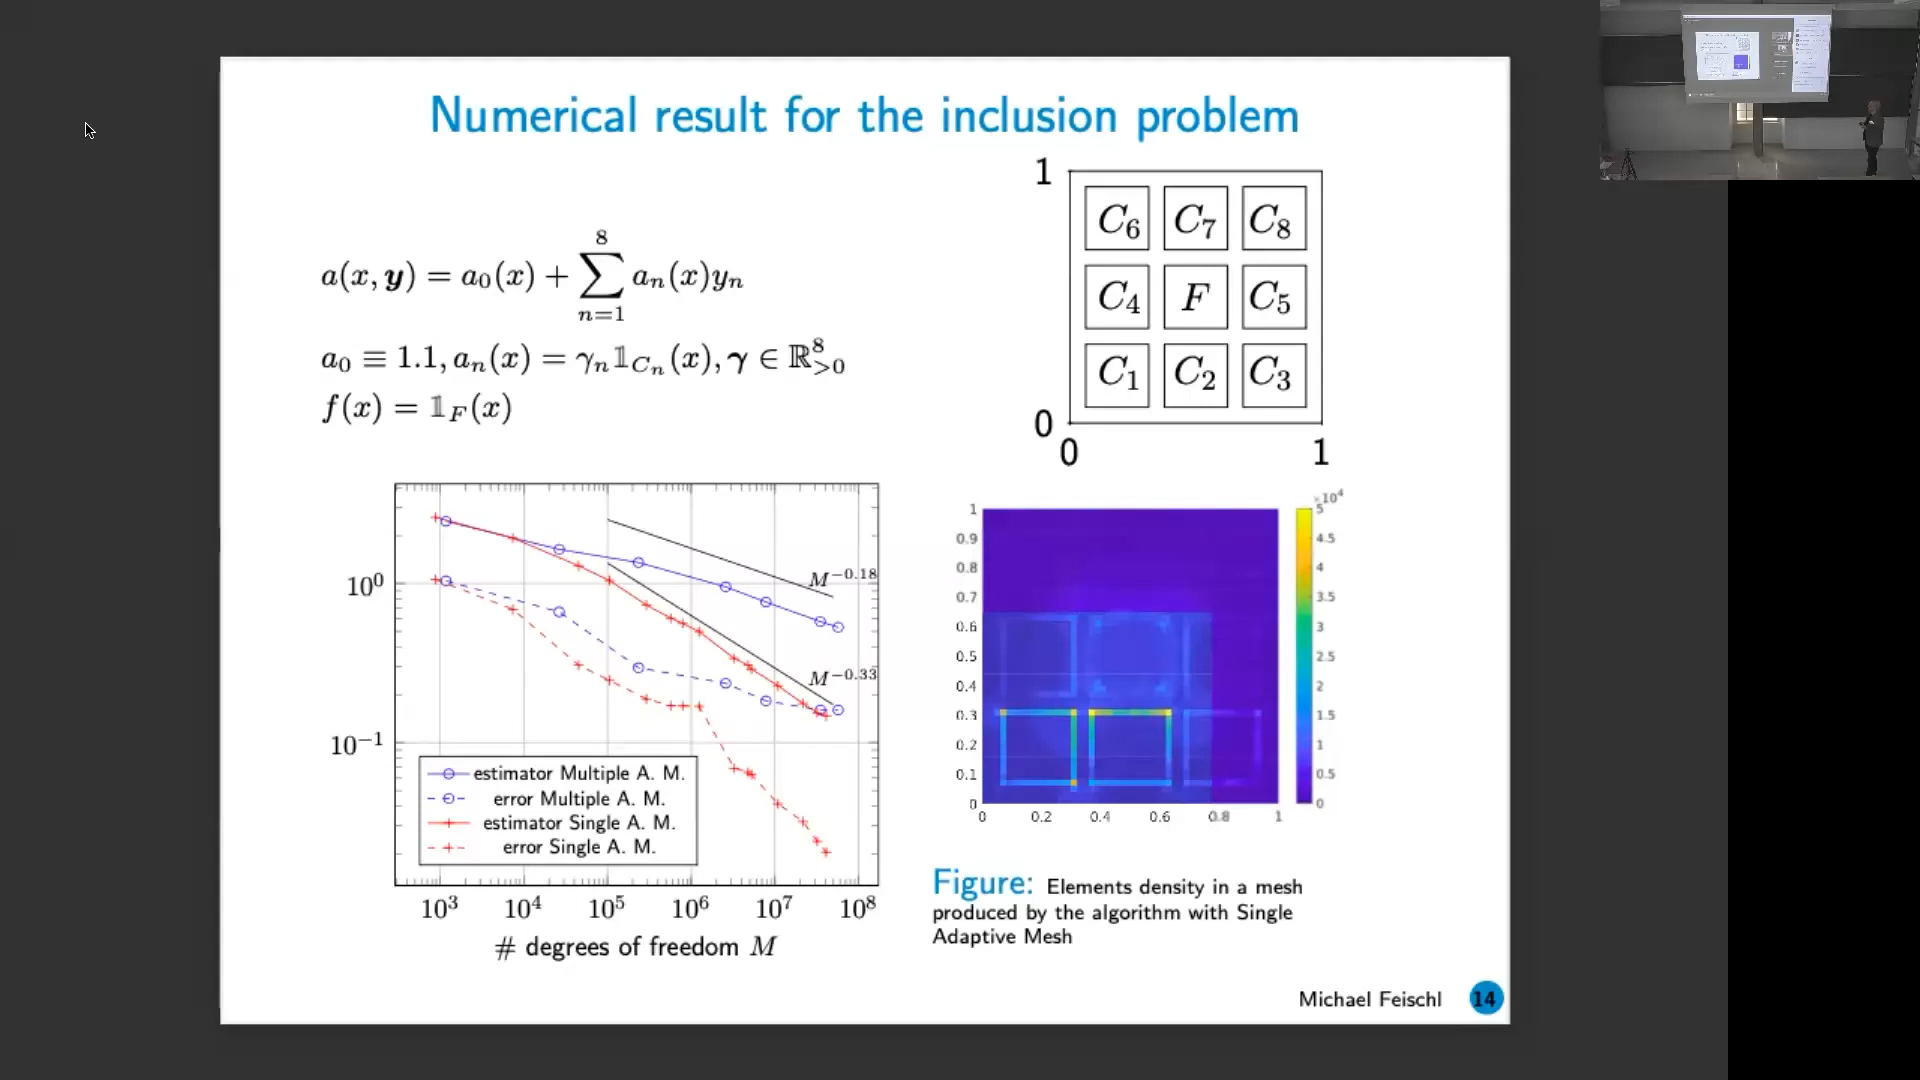 Numerical result for the inclusion problem
a(x, y) = a₀(x) + ∑ₙ₌₁⁸ aₙ(x)yₙ
a₀ ≡ 1.1, aₙ(x) = γₙ𝟙_{Cₙ}(x), γ ∈ ℝ⁸_{>0}
f(x) = 𝟙_F(x)
1
C₆ C₇ C₈
C₄ F C₅
C₁ C₂ C₃
0
0 1
10⁰
10⁻¹
M⁻⁰·¹⁸
M⁻⁰·³³
estimator Multiple A. M.
error Multiple A. M.
estimator Single A. M.
error Single A. M.
10³ 10⁴ 10⁵ 10⁶ 10⁷ 10⁸
# degrees of freedom M
×10⁴
1
0.9
0.8
0.7
0.6
0.5
0.4
0.3
0.2
0.1
0
0 0.2 0.4 0.6 0.8 1
5
4.5
4
3.5
3
2.5
2
1.5
1
0.5
0
Figure: Elements density in a mesh
produced by the algorithm with Single
Adaptive Mesh
Michael Feischl 14